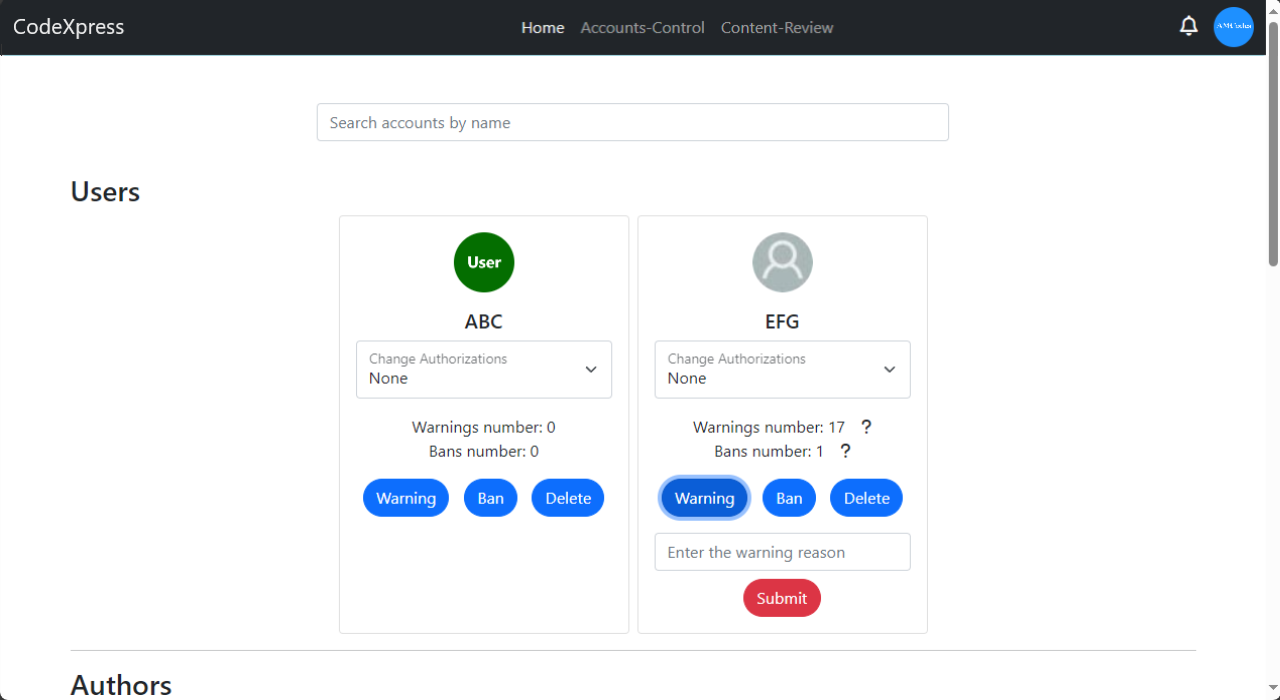 CodeXpress Home Accounts-Control Content-Review
Search accounts by name
Users
User
ABC
Change Authorizations
None
Warnings number: 0
Bans number: 0
Warning Ban Delete
EFG
Change Authorizations
None
Warnings number: 17 ?
Bans number: 1 ?
Warning Ban Delete
Enter the warning reason
Submit
Authors